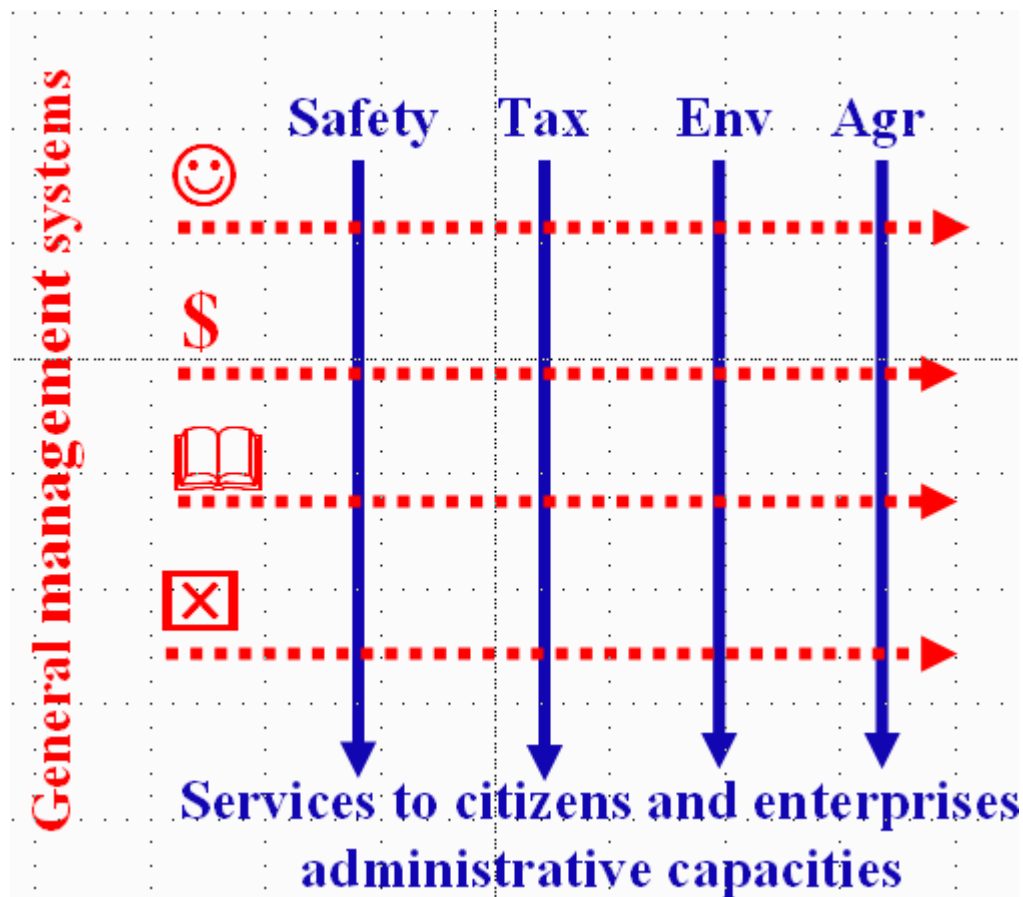 General management systems
Safety Tax Env Agr
$
Services to citizens and enterprises
administrative capacities